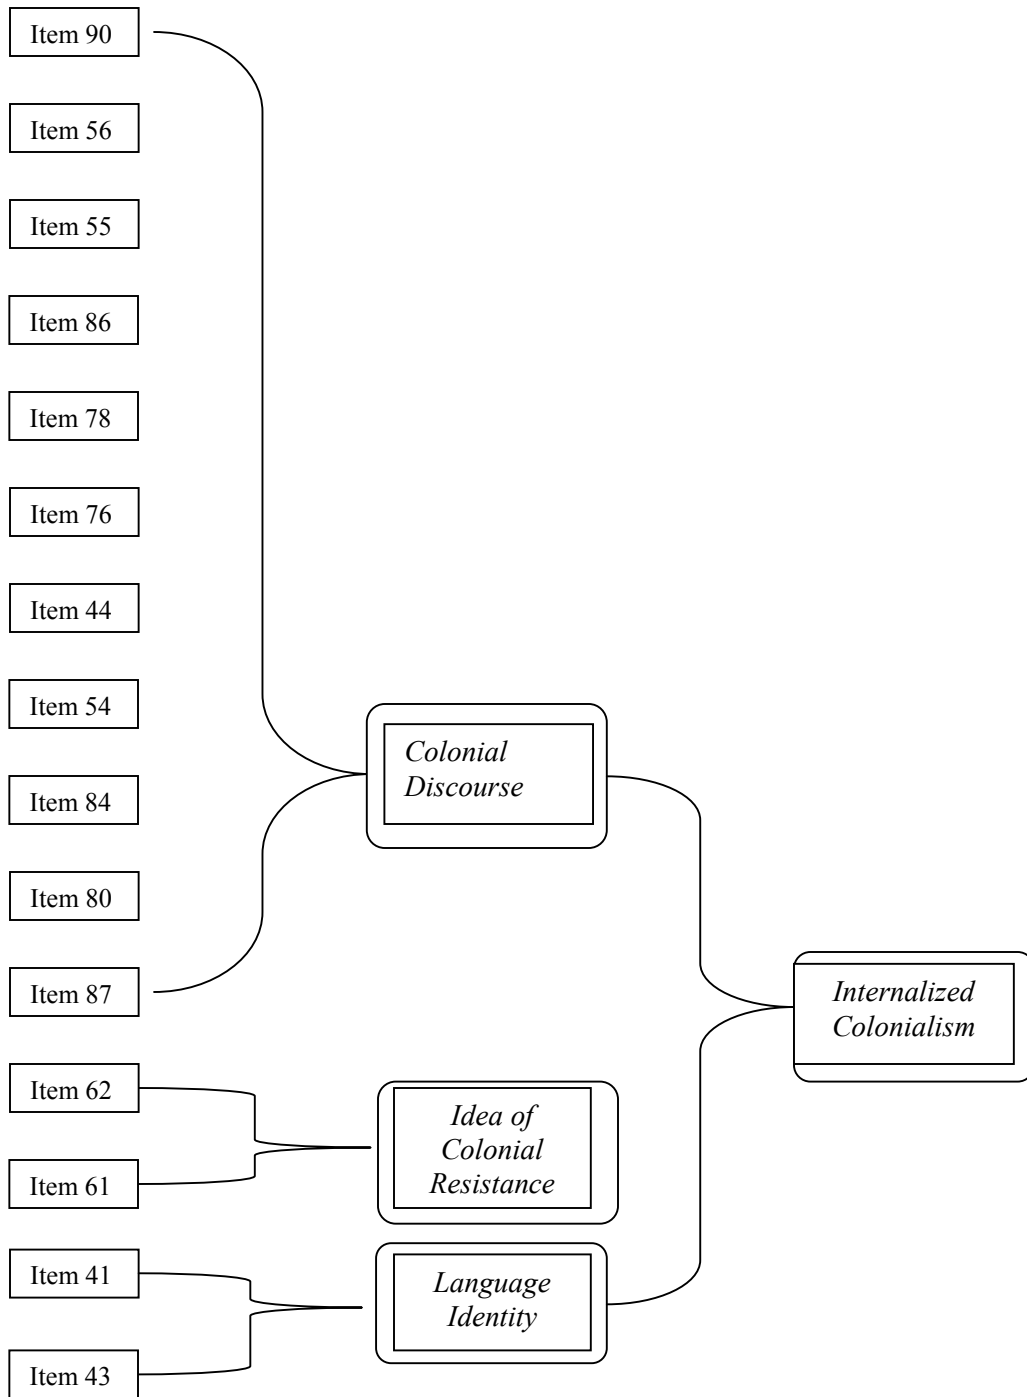 Item 90
Item 56
Item 55
Item 86
Item 78
Item 76
Item 44
Item 54
Item 84
Item 80
Item 87
Item 62
Item 61
Item 41
Item 43
Colonial
Discourse
Idea of
Colonial
Resistance
Language
Identity
Internalized
Colonialism